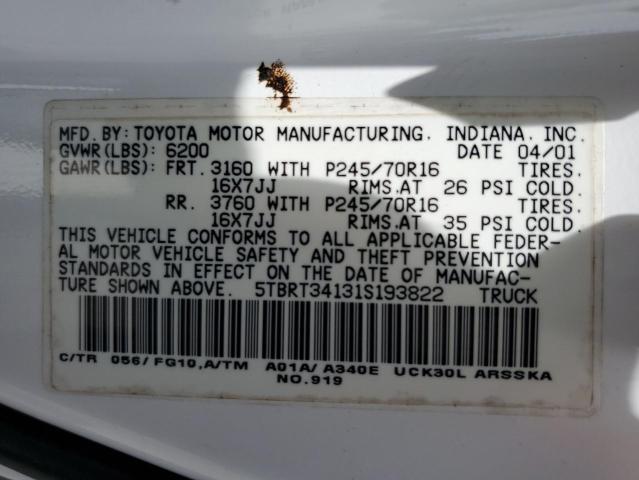 MFD. BY: TOYOTA MOTOR MANUFACTURING, INDIANA, INC.
GVWR(LBS): 6200 DATE 04/01
GAWR(LBS): FRT. 3160 WITH P245/70R16 TIRES,
16X7JJ RIMS,AT 26 PSI COLD.
RR. 3760 WITH P245/70R16 TIRES,
16X7JJ RIMS,AT 35 PSI COLD.
THIS VEHICLE CONFORMS TO ALL APPLICABLE FEDER-
AL MOTOR VEHICLE SAFETY AND THEFT PREVENTION
STANDARDS IN EFFECT ON THE DATE OF MANUFAC-
TURE SHOWN ABOVE. 5TBRT34131S193822 TRUCK
C/TR 056/FG10,A/TM A01A/A340E UCK30L ARSSKA
NO.919